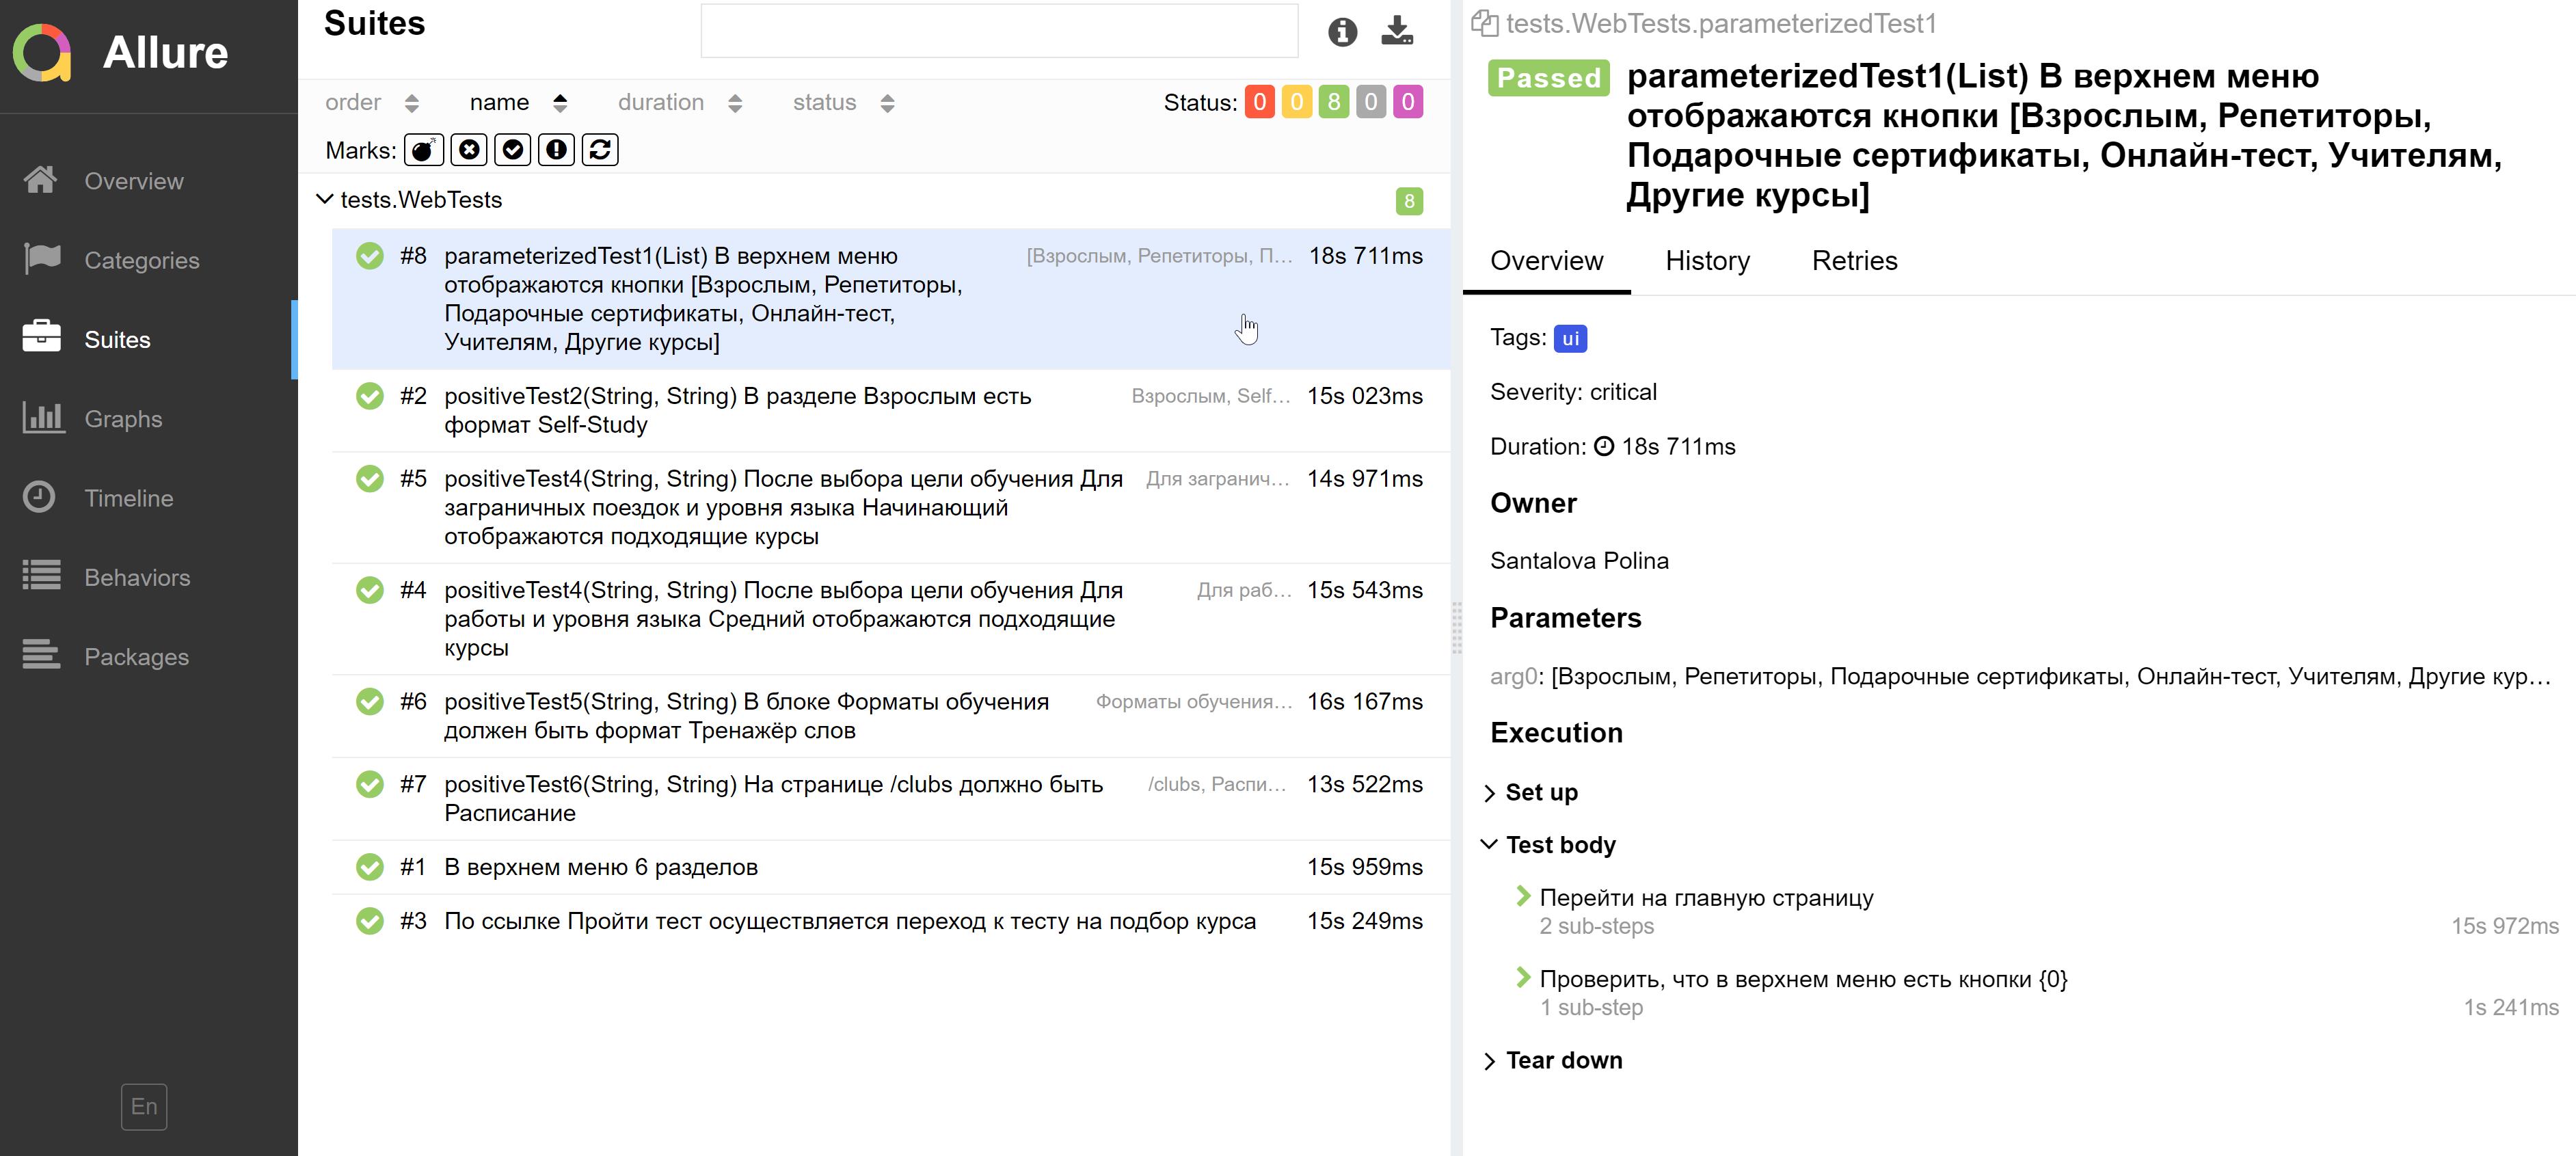 Allure
Overview
Categories
Suites
Graphs
Timeline
Behaviors
Packages
En
Suites
order name duration status
Status: 0 0 8 0 0
Marks:
tests.WebTests 8
#8 parameterizedTest1(List) В верхнем меню [Взрослым, Репетиторы, П... 18s 711ms
отображаются кнопки [Взрослым, Репетиторы,
Подарочные сертификаты, Онлайн-тест,
Учителям, Другие курсы]
#2 positiveTest2(String, String) В разделе Взрослым есть Взрослым, Self... 15s 023ms
формат Self-Study
#5 positiveTest4(String, String) После выбора цели обучения Для Для загранич... 14s 971ms
заграничных поездок и уровня языка Начинающий
отображаются подходящие курсы
#4 positiveTest4(String, String) После выбора цели обучения Для Для раб... 15s 543ms
работы и уровня языка Средний отображаются подходящие
курсы
#6 positiveTest5(String, String) В блоке Форматы обучения Форматы обучения... 16s 167ms
должен быть формат Тренажёр слов
#7 positiveTest6(String, String) На странице /clubs должно быть /clubs, Распи... 13s 522ms
Расписание
#1 В верхнем меню 6 разделов 15s 959ms
#3 По ссылке Пройти тест осуществляется переход к тесту на подбор курса 15s 249ms
tests.WebTests.parameterizedTest1
Passed parameterizedTest1(List) В верхнем меню
отображаются кнопки [Взрослым, Репетиторы,
Подарочные сертификаты, Онлайн-тест, Учителям,
Другие курсы]
Overview History Retries
Tags: ui
Severity: critical
Duration: 18s 711ms
Owner
Santalova Polina
Parameters
arg0: [Взрослым, Репетиторы, Подарочные сертификаты, Онлайн-тест, Учителям, Другие кур...
Execution
Set up
Test body
Перейти на главную страницу
2 sub-steps 15s 972ms
Проверить, что в верхнем меню есть кнопки {0}
1 sub-step 1s 241ms
Tear down